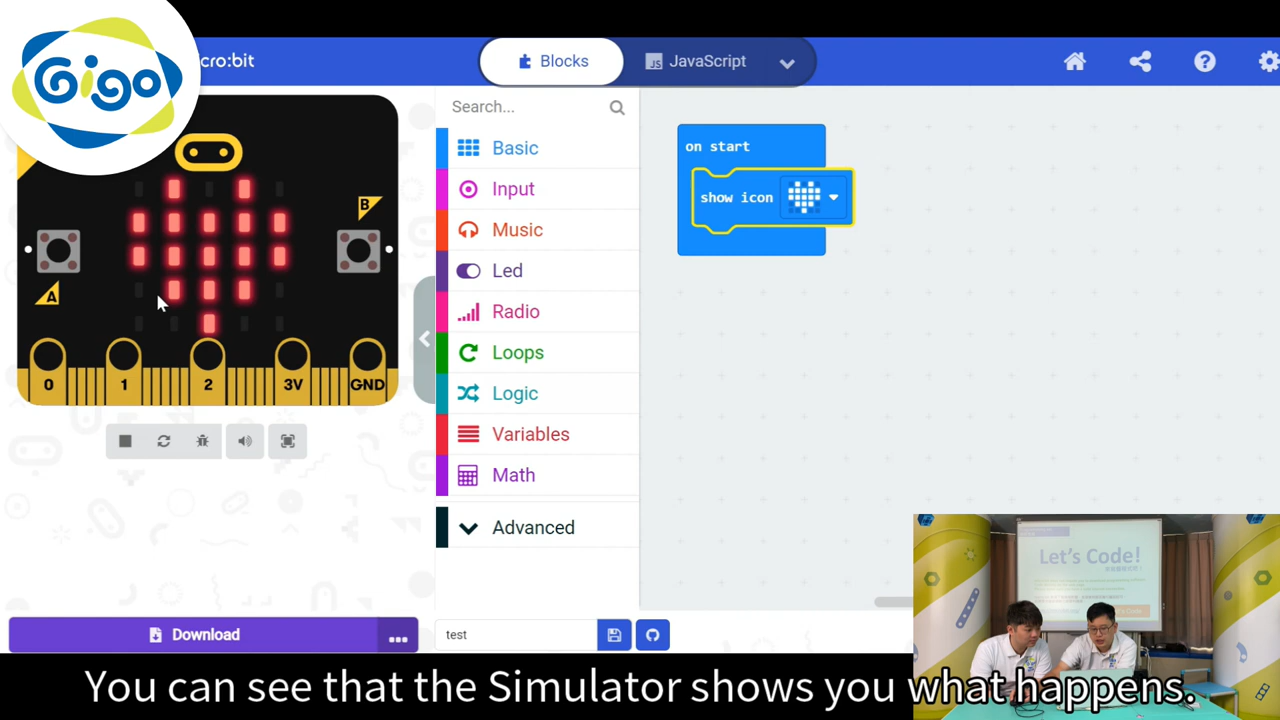 Gigo
cro:bit
Blocks
JS JavaScript
Search...
Basic
Input
Music
Led
Radio
Loops
Logic
Variables
Math
Advanced
on start
show icon
A
B
0 1 2 3V GND
Download
test
Let's Code!
You can see that the Simulator shows you what happens.